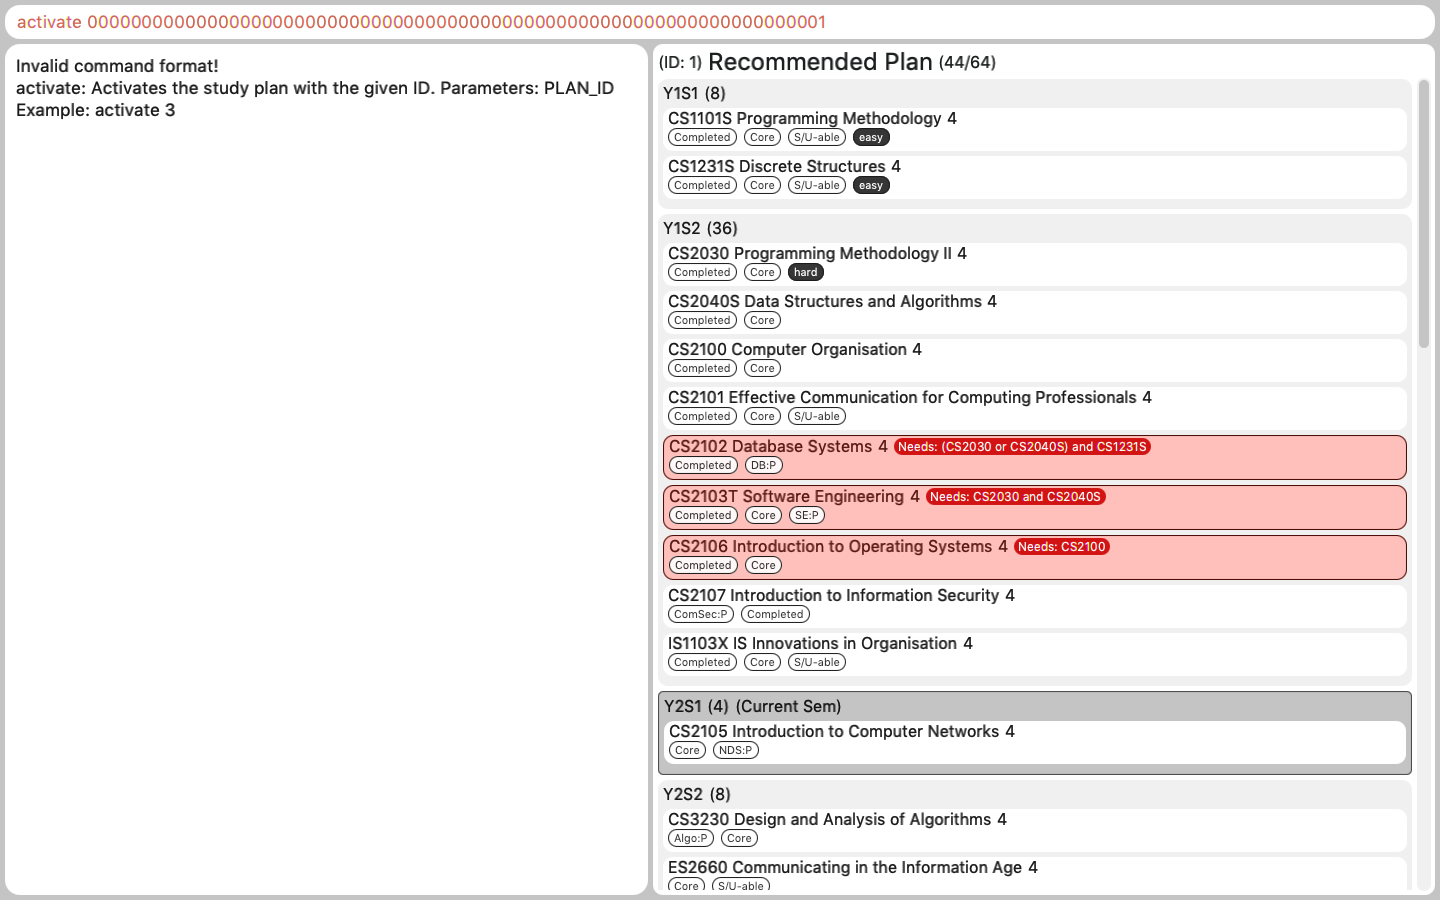 activate 00000000000000000000000000000000000000000000000000000000000000000001
Invalid command format!
activate: Activates the study plan with the given ID. Parameters: PLAN_ID
Example: activate 3
(ID: 1) Recommended Plan (44/64)
Y1S1 (8)
CS1101S Programming Methodology 4
Completed Core S/U-able easy
CS1231S Discrete Structures 4
Completed Core S/U-able easy
Y1S2 (36)
CS2030 Programming Methodology II 4
Completed Core hard
CS2040S Data Structures and Algorithms 4
Completed Core
CS2100 Computer Organisation 4
Completed Core
CS2101 Effective Communication for Computing Professionals 4
Completed Core S/U-able
CS2102 Database Systems 4 Needs: (CS2030 or CS2040S) and CS1231S
Completed DB:P
CS2103T Software Engineering 4 Needs: CS2030 and CS2040S
Completed Core SE:P
CS2106 Introduction to Operating Systems 4 Needs: CS2100
Completed Core
CS2107 Introduction to Information Security 4
ComSec:P Completed
IS1103X IS Innovations in Organisation 4
Completed Core S/U-able
Y2S1 (4) (Current Sem)
CS2105 Introduction to Computer Networks 4
Core NDS:P
Y2S2 (8)
CS3230 Design and Analysis of Algorithms 4
Algo:P Core
ES2660 Communicating in the Information Age 4
Core S/U-able